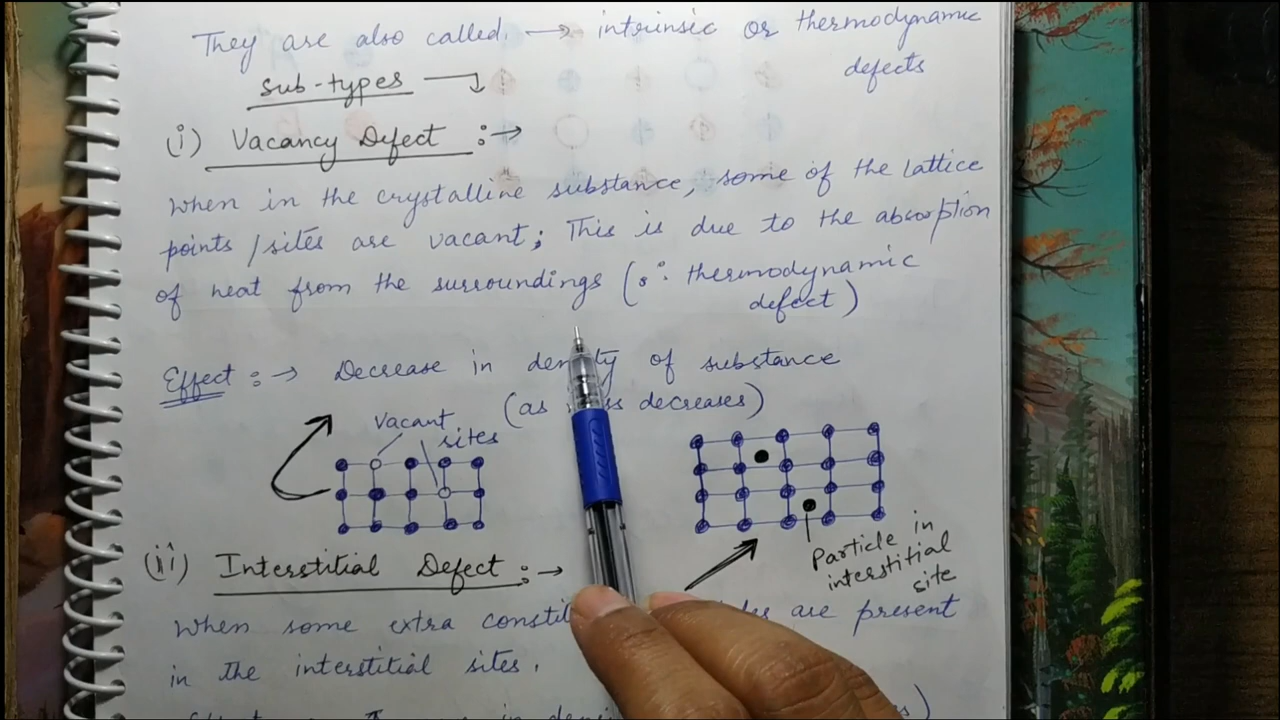 They are also called. → intrinsic or thermodynamic
defects
sub-types
(i) Vacancy Defect :→
When in the crystalline substance, some of the lattice
points/sites are vacant; This is due to the absorption
of heat from the surroundings (∴ thermodynamic
defect)
Effect :→ Decrease in density of substance
(as decreases)
Vacant
sites
Particle in
interstitial
site
(ii) Interstitial Defect :→
When some extra are present
in the interstitial sites.